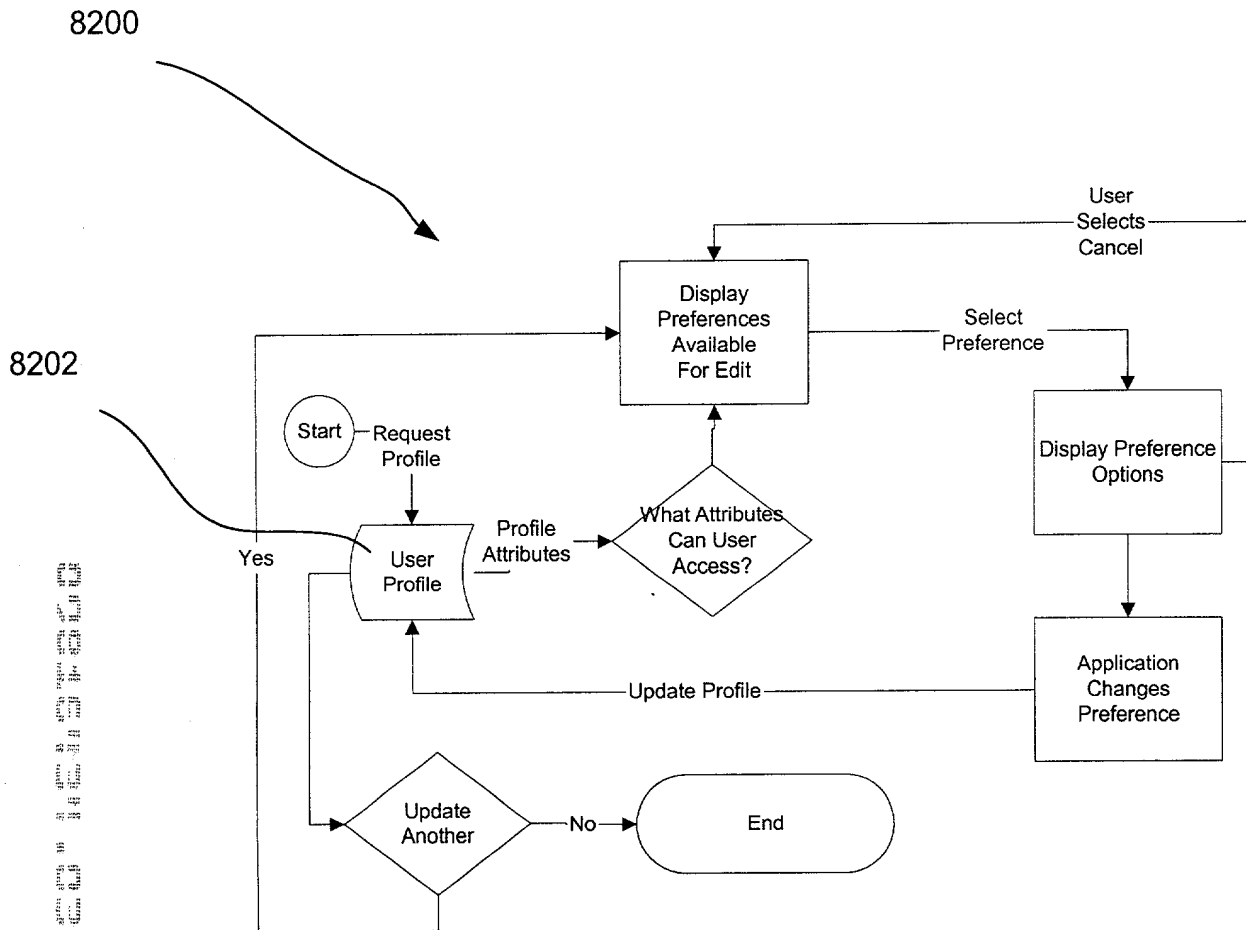 8200
User
Selects
Cancel
Display
Preferences
Available
For Edit
Select
Preference
8202
Start
Request
Profile
Display Preference
Options
What Attributes
Can User
Access?
Profile
Attributes
User
Profile
Yes
Application
Changes
Preference
Update Profile
Update
Another
No
End